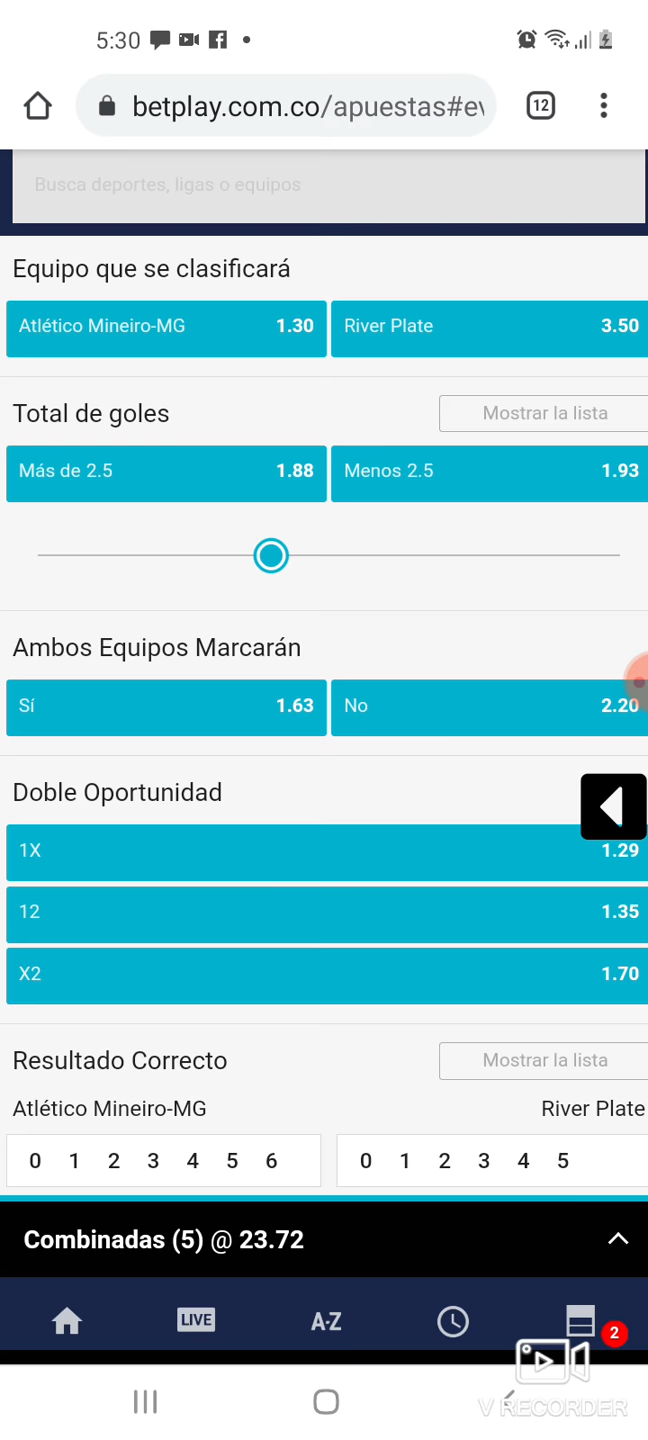 5:30
betplay.com.co/apuestas#ev
12
Busca deportes, ligas o equipos
Equipo que se clasificará
Atlético Mineiro-MG 1.30 River Plate 3.50
Total de goles Mostrar la lista
Más de 2.5 1.88 Menos 2.5 1.93
Ambos Equipos Marcarán
Sí 1.63 No 2.20
Doble Oportunidad
1X 1.29
12 1.35
X2 1.70
Resultado Correcto Mostrar la lista
Atlético Mineiro-MG River Plate
0 1 2 3 4 5 6 0 1 2 3 4 5
Combinadas (5) @ 23.72
LIVE A-Z 2
V RECORDER